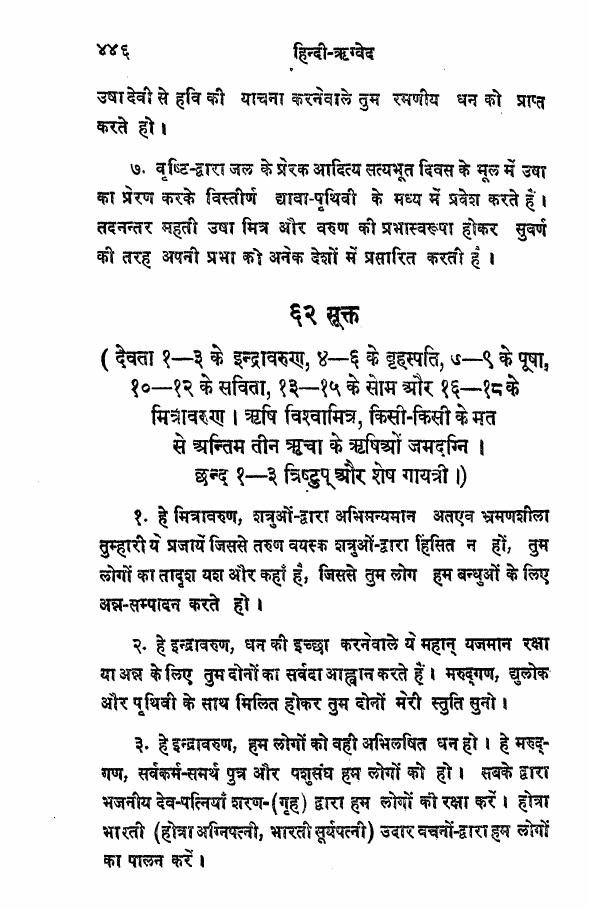 ४४६ हिन्दी-ऋग्वेद
उषा देवी से हवि की याचना करनेवाले तुम रमणीय धन को प्राप्त
करते हो।
७. वृष्टि-द्वारा जल के प्रेरक आदित्य सत्यभूत दिवस के मूल में उषा
का प्रेरण करके विस्तीर्ण द्यावा-पृथिवी के मध्य में प्रवेश करते हैं।
तदनन्तर महती उषा मित्र और वरुण की प्रभास्वरूपा होकर सुवर्ण
की तरह अपनी प्रभा को अनेक देशों में प्रसारित करती है।
६२ सूक्त
(देवता १—३ के इन्द्रावरुण, ४—६ के बृहस्पति, ७—९ के पूषा,
१०—१२ के सविता, १३—१५ के सोम और १६—१८ के
मित्रावरुण। ऋषि विश्वामित्र, किसी-किसी के मत
से अन्तिम तीन ऋचा के ऋषिओं जमदग्नि।
छन्द १—३ त्रिष्टुप् और शेष गायत्री।)
१. हे मित्रावरुण, शत्रुओं-द्वारा अभिमन्यमान अतएव भ्रमणशीला
तुम्हारी ये प्रजायें जिससे तरुण वयस्क शत्रुओं-द्वारा हिंसित न हों, तुम
लोगों का तादृश यश और कहाँ है, जिससे तुम लोग हम बन्धुओं के लिए
अन्न-सम्पादन करते हो।
२. हे इन्द्रावरुण, धन की इच्छा करनेवाले ये महान् यजमान रक्षा
या अन्न के लिए तुम दोनों का सर्वदा आह्वान करते हैं। मरुद्गण, द्युलोक
और पृथिवी के साथ मिलित होकर तुम दोनों मेरी स्तुति सुनो।
३. हे इन्द्रावरुण, हम लोगों को वही अभिलषित धन हो। हे मरुद्-
गण, सर्वकर्म-समर्थ पुत्र और पशुसंघ हम लोगों को हो। सबके द्वारा
भजनीय देव-पत्नियाँ शरण-(गृह) द्वारा हम लोगों की रक्षा करें। होत्रा
भारती (होत्रा अग्निपत्नी, भारती सूर्यपत्नी) उदार वचनों-द्वारा हम लोगों
का पालन करें।